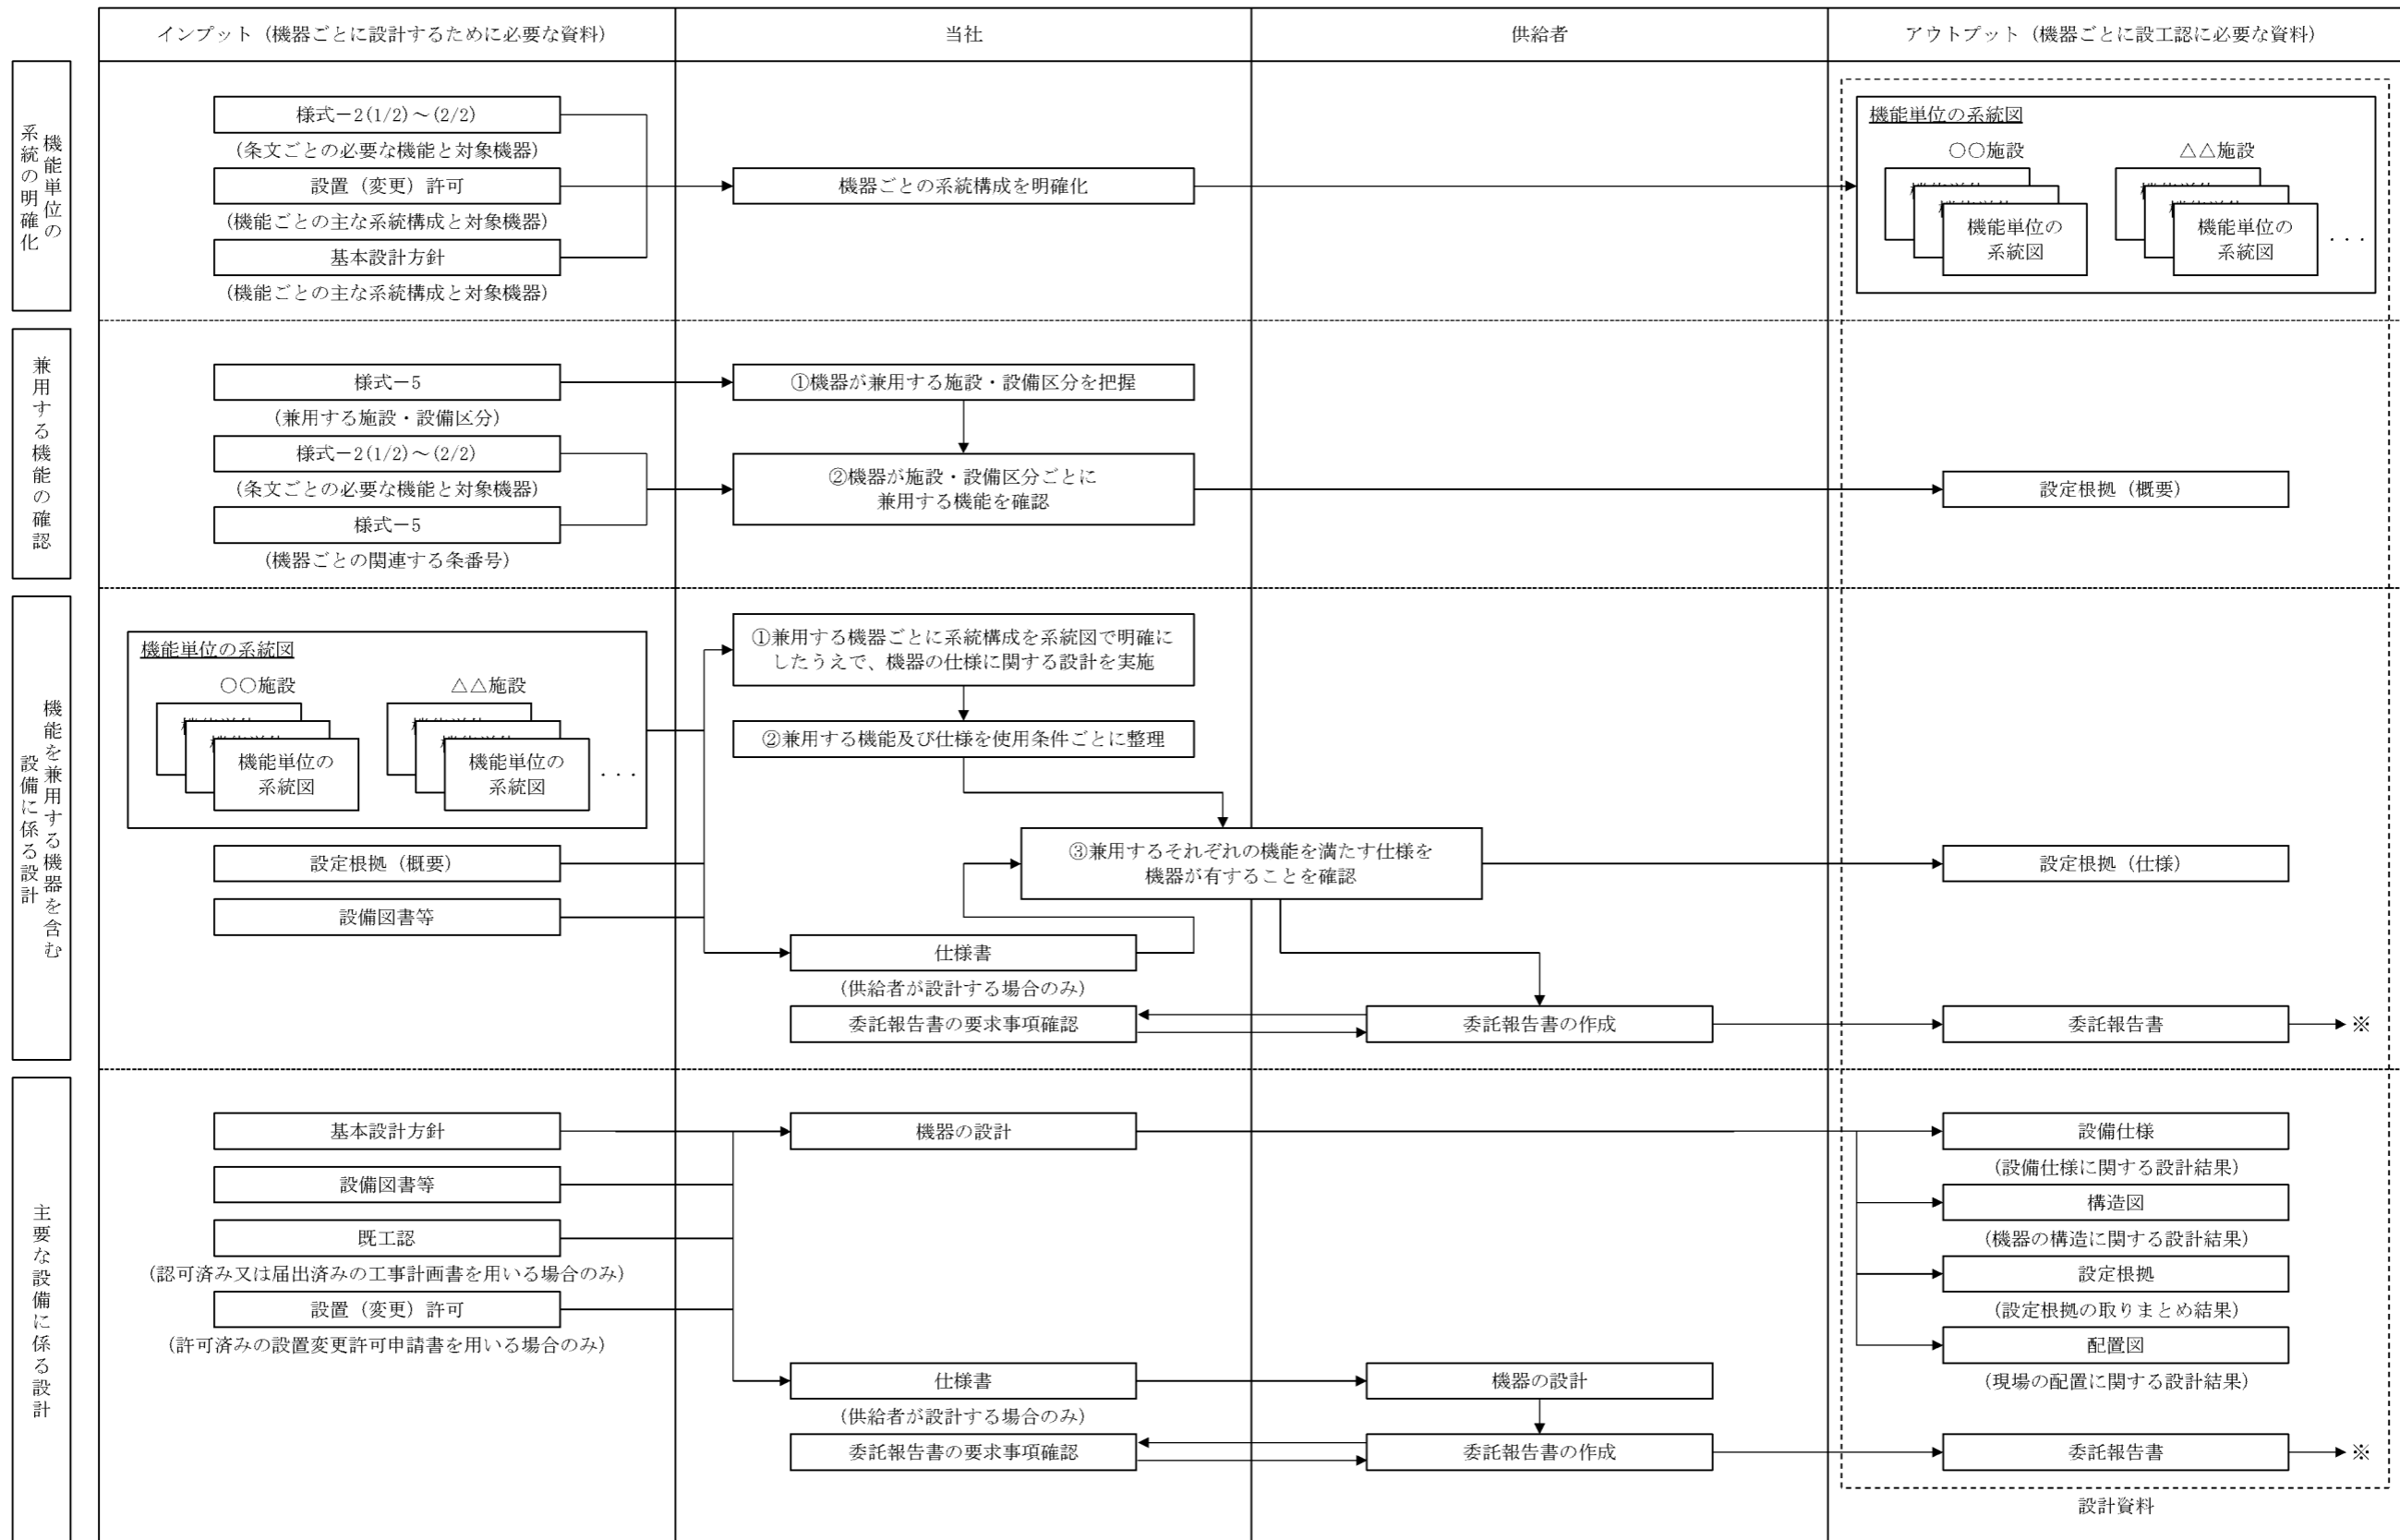 インプット（機器ごとに設計するために必要な資料）
当社
供給者
アウトプット（機器ごとに設工認に必要な資料）
機能単位の
系統の明確化
様式－2(1/2)～(2/2)
(条文ごとの必要な機能と対象機器)
設置（変更）許可
(機能ごとの主な系統構成と対象機器)
基本設計方針
(機能ごとの主な系統構成と対象機器)
機器ごとの系統構成を明確化
機能単位の系統図
○○施設
△△施設
機能単位の
系統図
機能単位の
系統図
･･･
兼用する機能の確認
様式－5
(兼用する施設・設備区分)
様式－2(1/2)～(2/2)
(条文ごとの必要な機能と対象機器)
様式－5
(機器ごとの関連する条番号)
①機器が兼用する施設・設備区分を把握
②機器が施設・設備区分ごとに
兼用する機能を確認
設定根拠（概要）
機能を兼用する機器を含む
設備に係る設計
機能単位の系統図
○○施設
△△施設
機能単位の
系統図
機能単位の
系統図
･･･
設定根拠（概要）
設備図書等
①兼用する機器ごとに系統構成を系統図で明確に
したうえで、機器の仕様に関する設計を実施
②兼用する機能及び仕様を使用条件ごとに整理
③兼用するそれぞれの機能を満たす仕様を
機器が有することを確認
設定根拠（仕様）
仕様書
(供給者が設計する場合のみ)
委託報告書の要求事項確認
委託報告書の作成
委託報告書
※
主要な設備に係る設計
基本設計方針
設備図書等
既工認
(認可済み又は届出済みの工事計画書を用いる場合のみ)
設置（変更）許可
(許可済みの設置変更許可申請書を用いる場合のみ)
機器の設計
設備仕様
(設備仕様に関する設計結果)
構造図
(機器の構造に関する設計結果)
設定根拠
(設定根拠の取りまとめ結果)
配置図
(現場の配置に関する設計結果)
仕様書
(供給者が設計する場合のみ)
機器の設計
委託報告書の要求事項確認
委託報告書の作成
委託報告書
※
設計資料